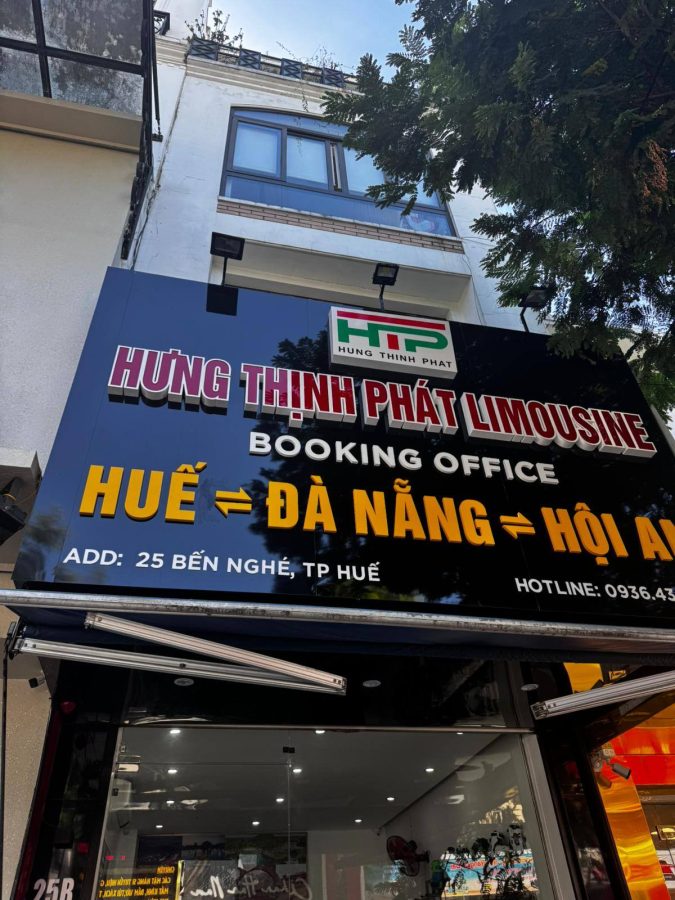 HTP
HUNG THINH PHAT
HƯNG THỊNH PHÁT LIMOUSINE
BOOKING OFFICE
HUẾ ⇌ ĐÀ NẴNG ⇌ HỘI A
ADD: 25 BẾN NGHÉ, TP HUẾ
HOTLINE: 0936.43
25B
CHUYÊN